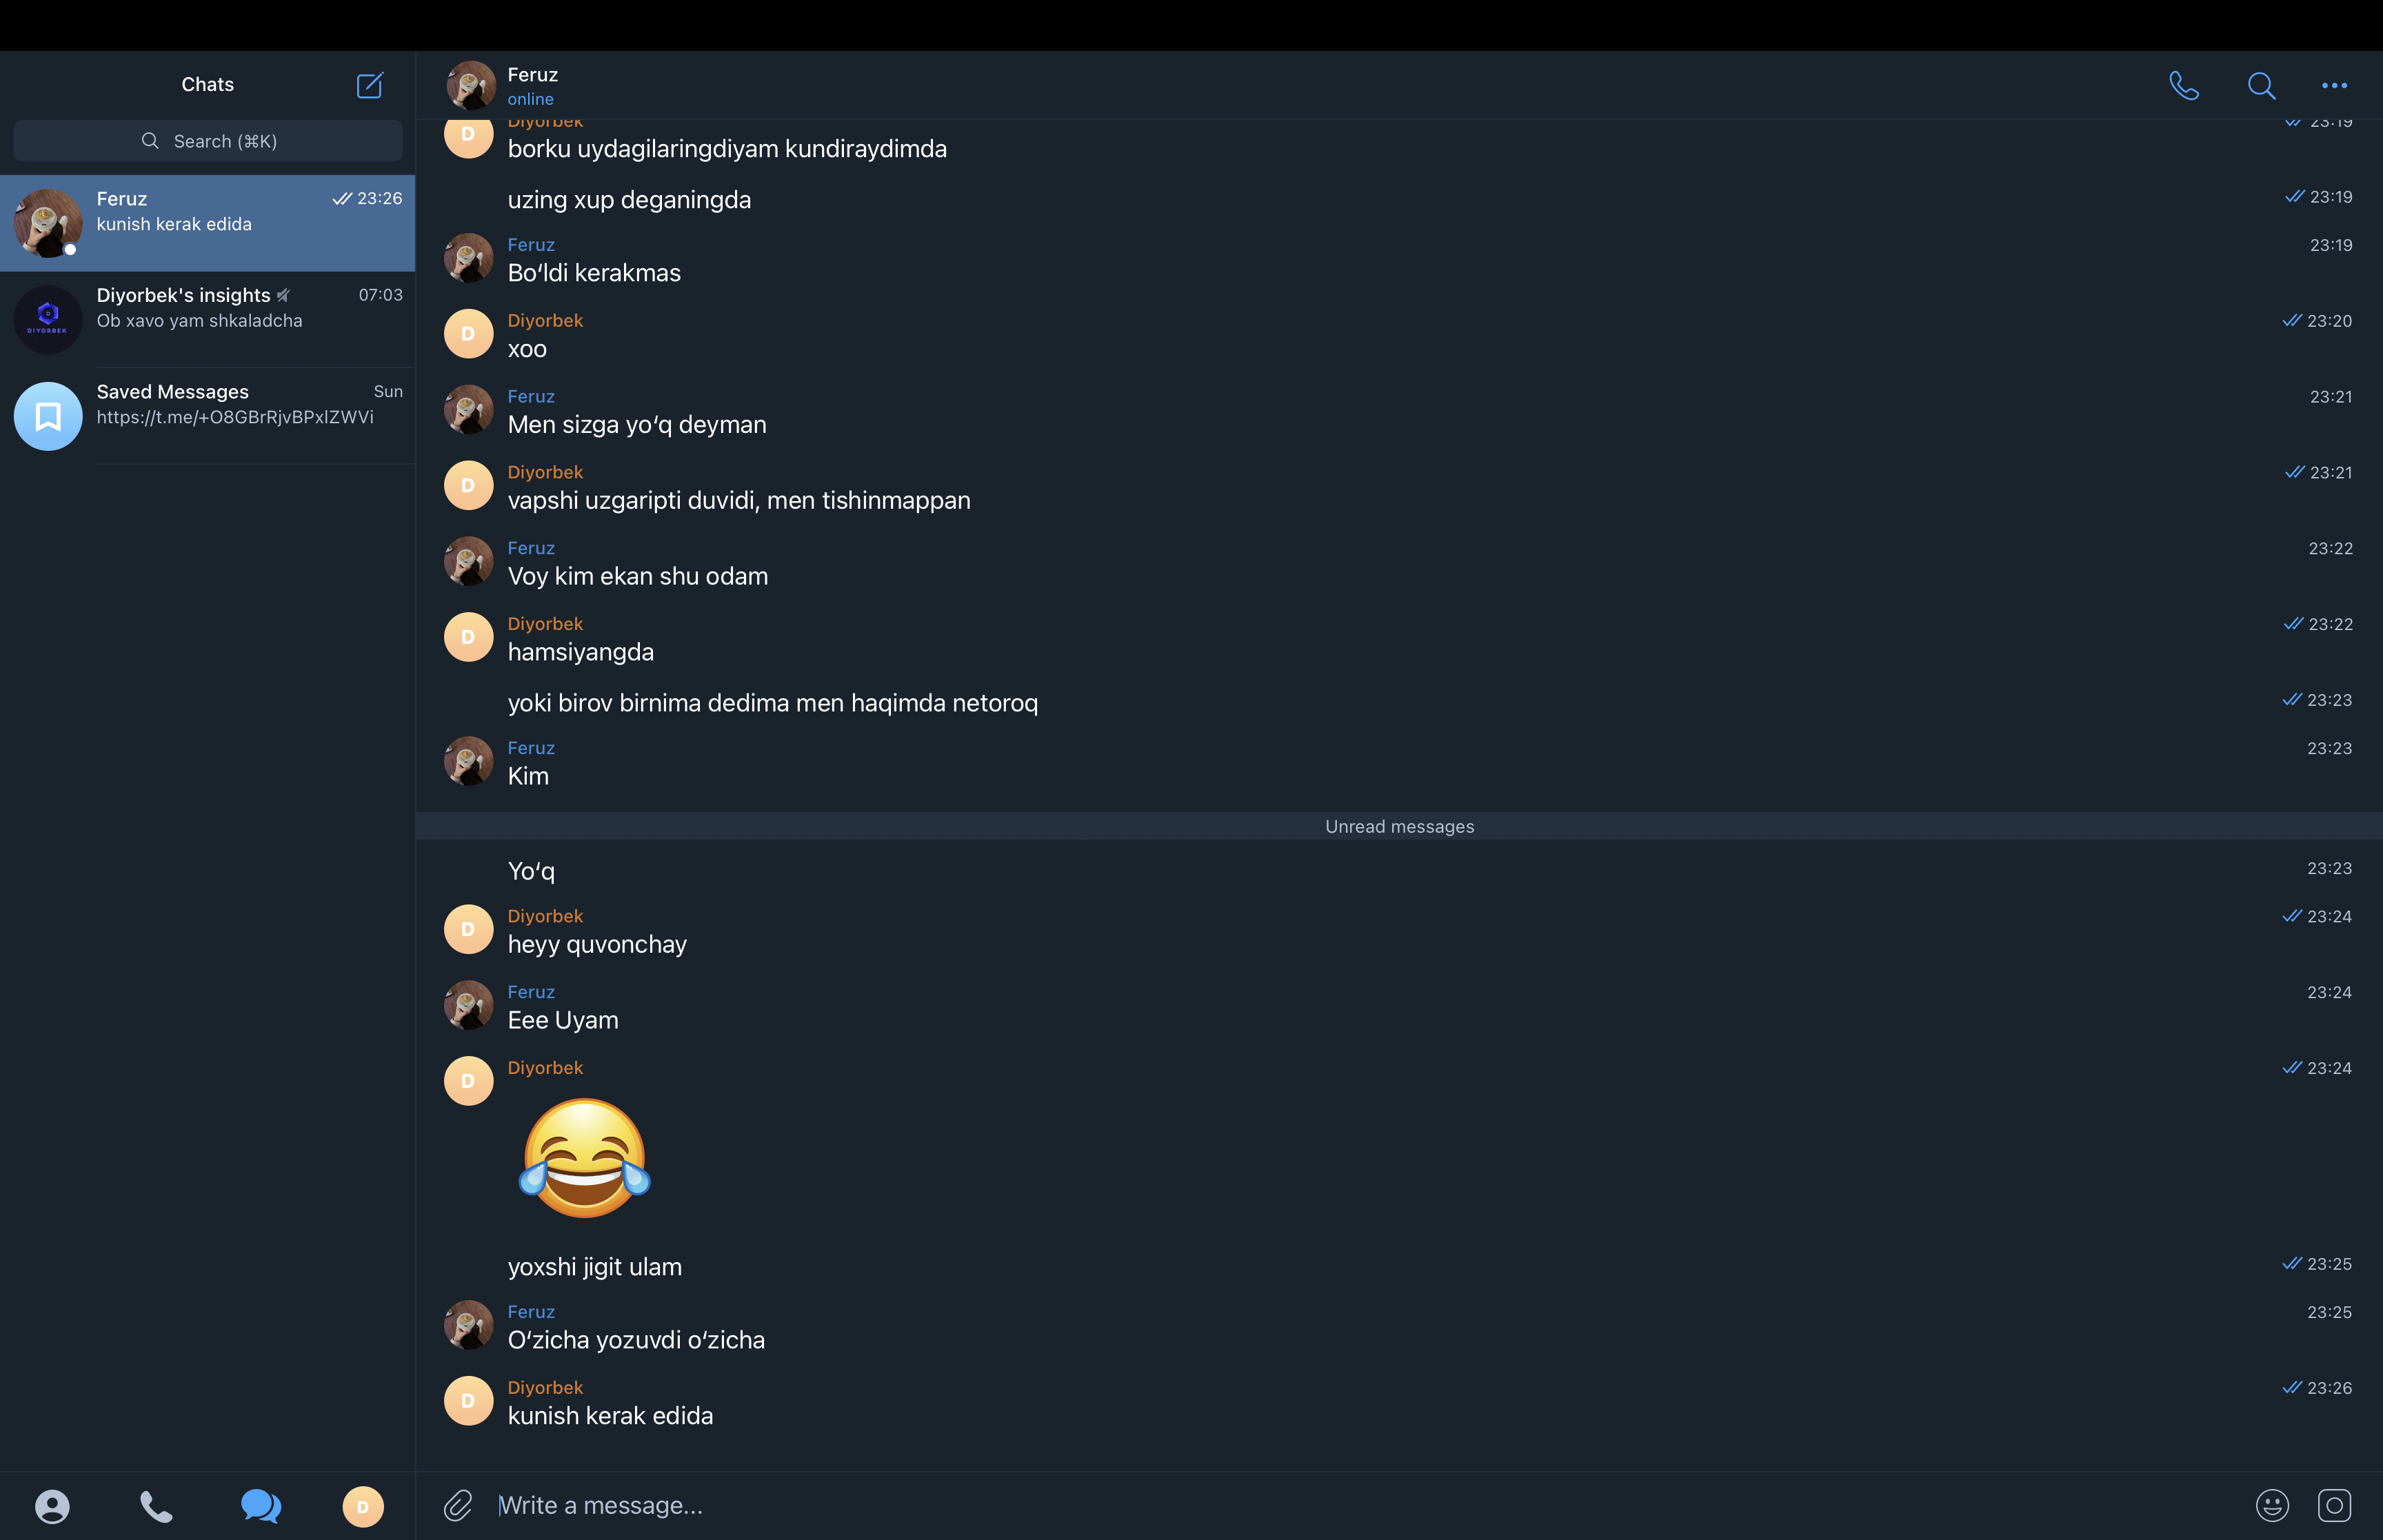 Chats
Search (⌘K)
Feruz
23:26
kunish kerak edida
Diyorbek's insights
07:03
Ob xavo yam shkaladcha
DIYORBEK
Saved Messages
Sun
https://t.me/+O8GBrRjvBPxlZWVi
D
Feruz
online
Diyorbek
23:19
D
borku uydagilaringdiyam kundiraydimda
uzing xup deganingda
23:19
Feruz
23:19
Bo‘ldi kerakmas
Diyorbek
23:20
D
xoo
Feruz
23:21
Men sizga yo‘q deyman
Diyorbek
23:21
D
vapshi uzgaripti duvidi, men tishinmappan
Feruz
23:22
Voy kim ekan shu odam
Diyorbek
23:22
D
hamsiyangda
yoki birov birnima dedima men haqimda netoroq
23:23
Feruz
23:23
Kim
Unread messages
Yo‘q
23:23
Diyorbek
23:24
D
heyy quvonchay
Feruz
23:24
Eee Uyam
Diyorbek
23:24
D
yoxshi jigit ulam
23:25
Feruz
23:25
O‘zicha yozuvdi o‘zicha
Diyorbek
23:26
D
kunish kerak edida
Write a message...